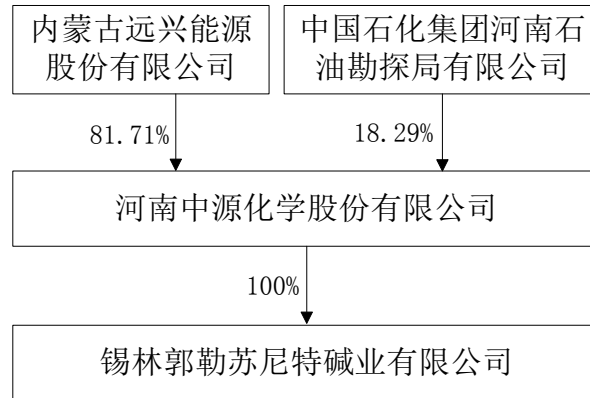 内蒙古远兴能源
股份有限公司
中国石化集团河南石
油勘探局有限公司
81.71%
18.29%
河南中源化学股份有限公司
100%
锡林郭勒苏尼特碱业有限公司